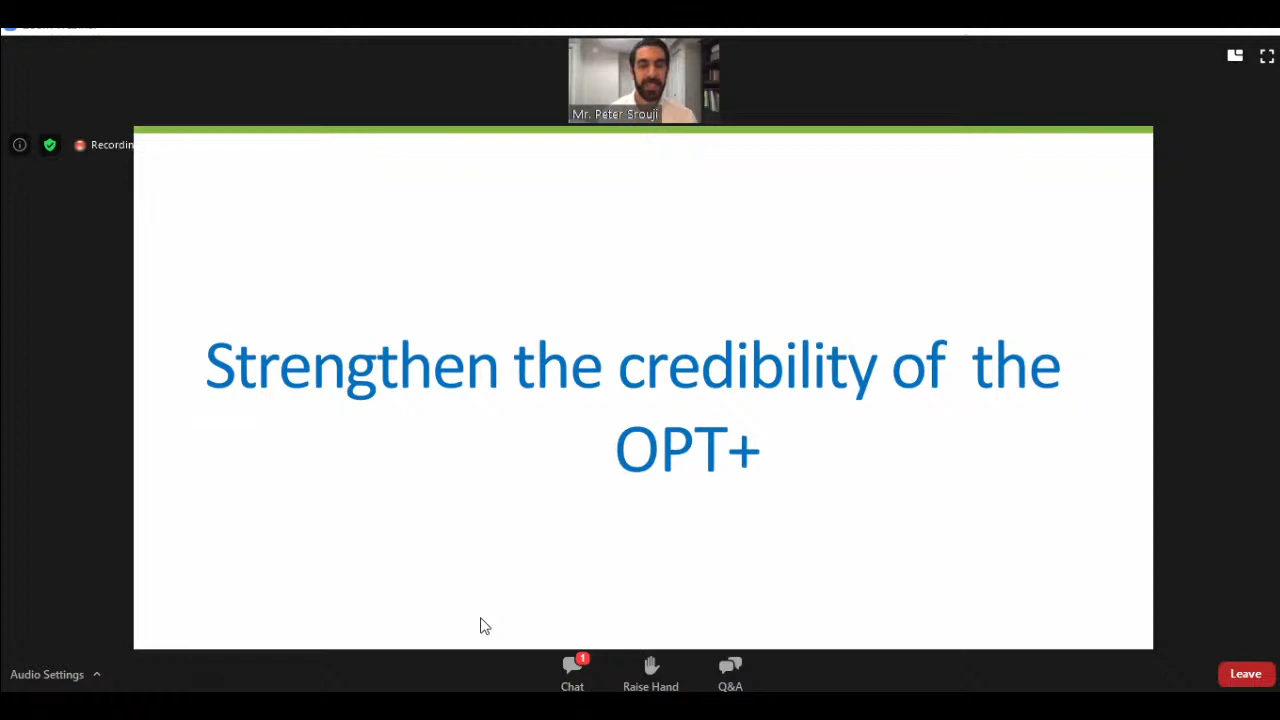 Mr. Peter Srouji
Recordin
Strengthen the credibility of the
OPT+
Audio Settings
1
Chat
Raise Hand
Q&A
Leave